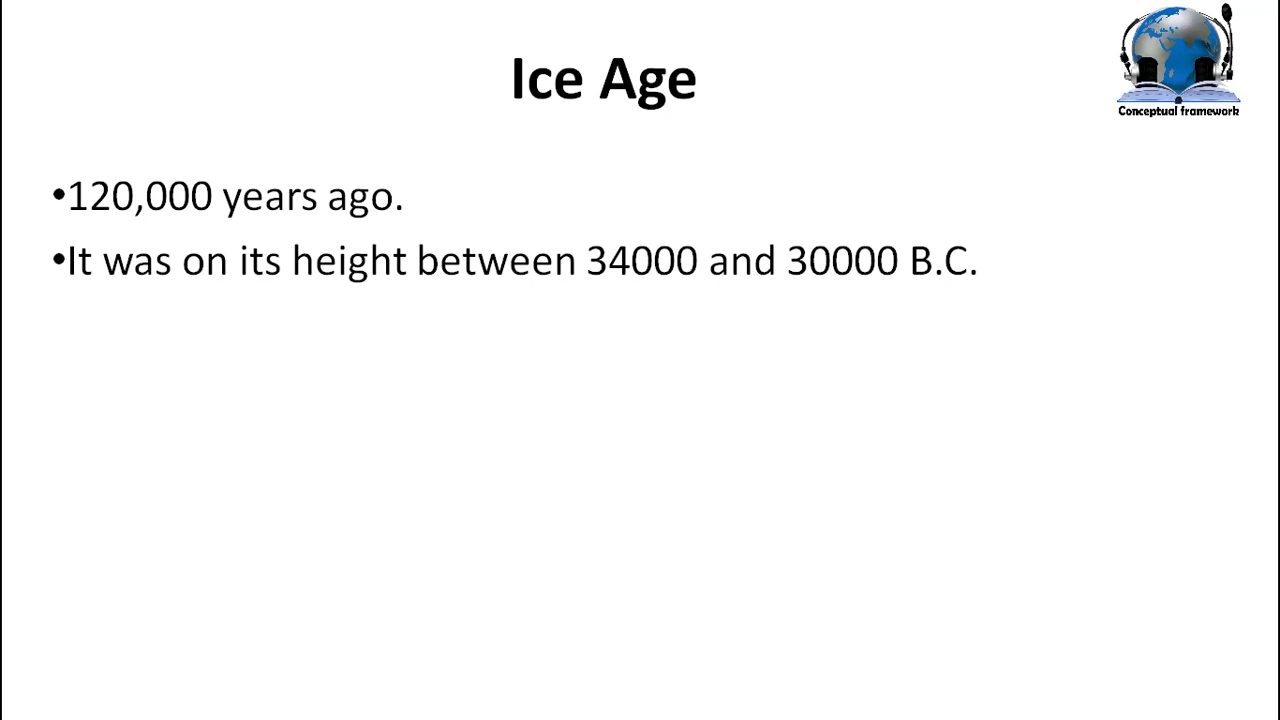 Conceptual framework
Ice Age
•120,000 years ago.
•It was on its height between 34000 and 30000 B.C.